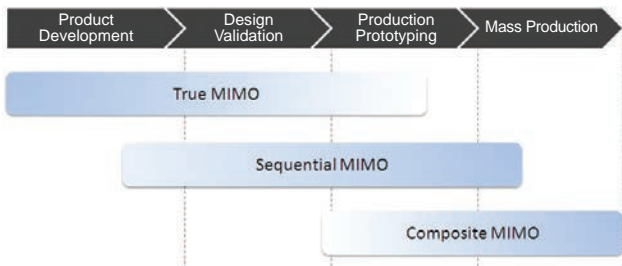 Product
Development
Design
Validation
Production
Prototyping
Mass Production
True MIMO
Sequential MIMO
Composite MIMO